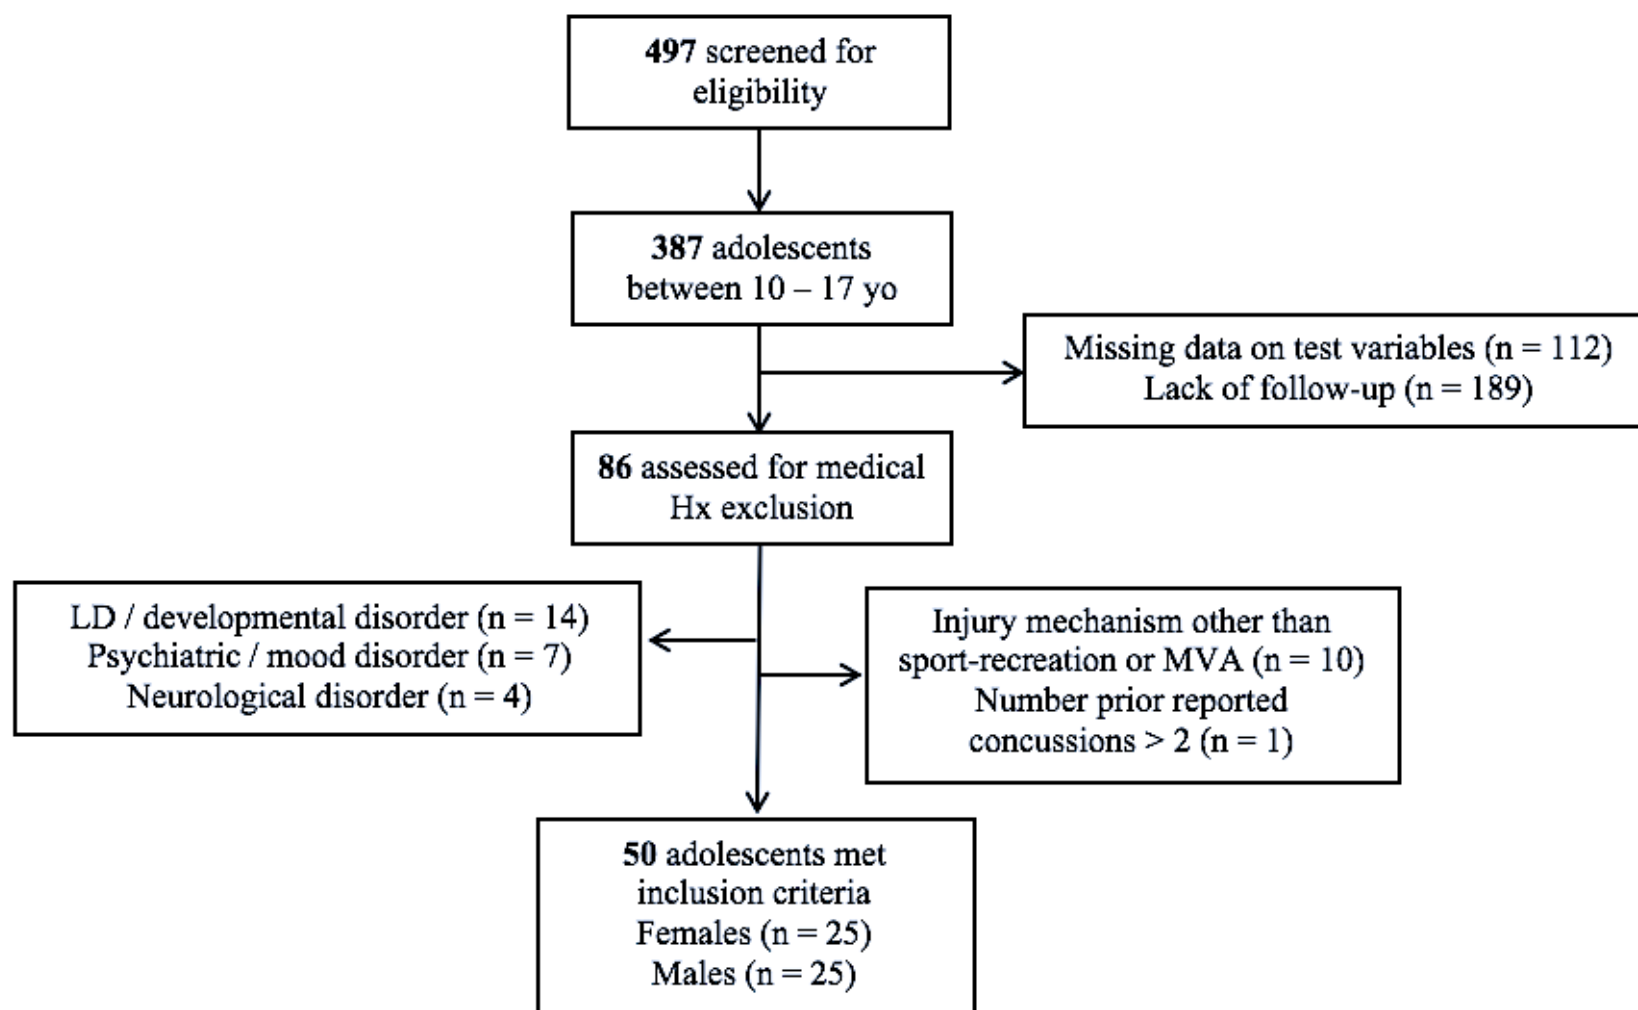 497 screened for
eligibility
387 adolescents
between 10 – 17 yo
Missing data on test variables (n = 112)
Lack of follow-up (n = 189)
86 assessed for medical
Hx exclusion
LD / developmental disorder (n = 14)
Psychiatric / mood disorder (n = 7)
Neurological disorder (n = 4)
Injury mechanism other than
sport-recreation or MVA (n = 10)
Number prior reported
concussions > 2 (n = 1)
50 adolescents met
inclusion criteria
Females (n = 25)
Males (n = 25)